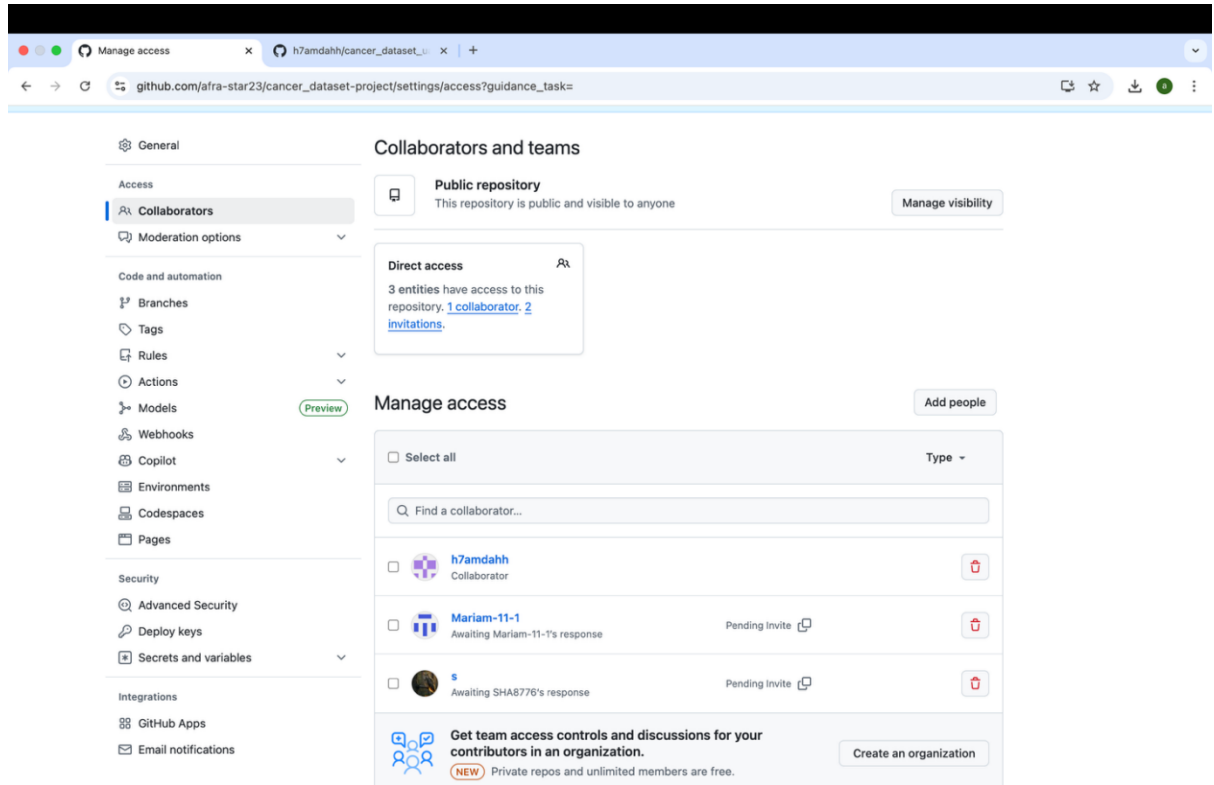 Manage access
h7amdahh/cancer_dataset_u
github.com/afra-star23/cancer_dataset-project/settings/access?guidance_task=
a
General
Access
Collaborators
Moderation options
Code and automation
Branches
Tags
Rules
Actions
Models Preview
Webhooks
Copilot
Environments
Codespaces
Pages
Security
Advanced Security
Deploy keys
Secrets and variables
Integrations
GitHub Apps
Email notifications
Collaborators and teams
Public repository
This repository is public and visible to anyone
Manage visibility
Direct access
3 entities have access to this
repository. 1 collaborator. 2
invitations.
Manage access
Add people
Select all
Type
Find a collaborator...
h7amdahh
Collaborator
Mariam-11-1
Awaiting Mariam-11-1's response
Pending Invite
s
Awaiting SHA8776's response
Pending Invite
Get team access controls and discussions for your
contributors in an organization.
NEW Private repos and unlimited members are free.
Create an organization